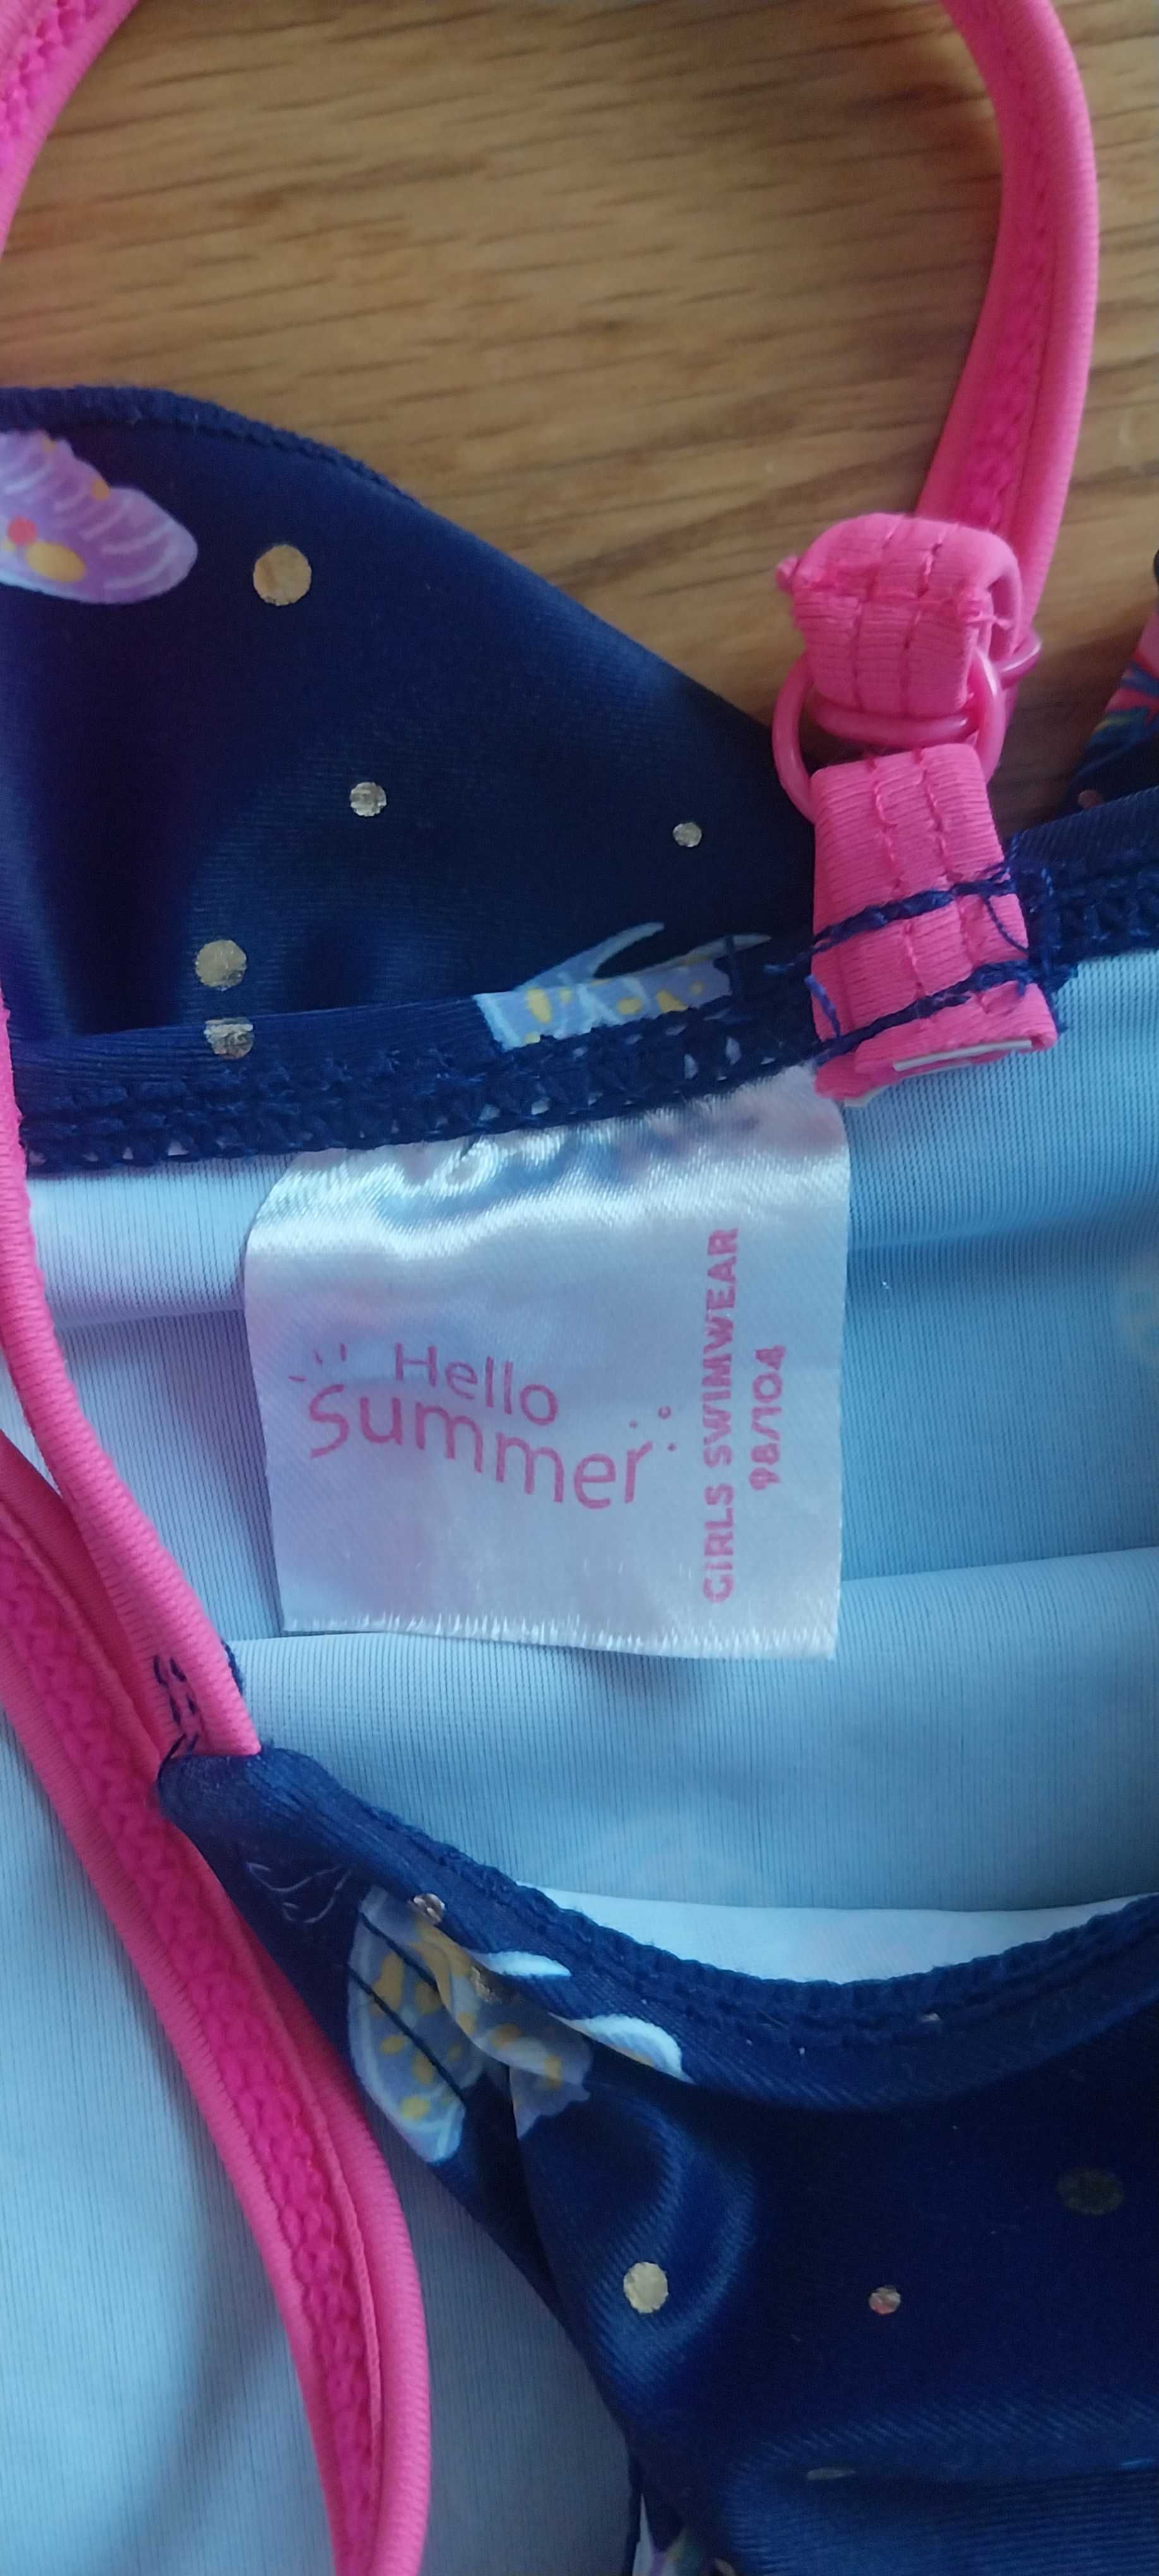 Hello
Summer
GIRLS SWIMWEAR
98/104